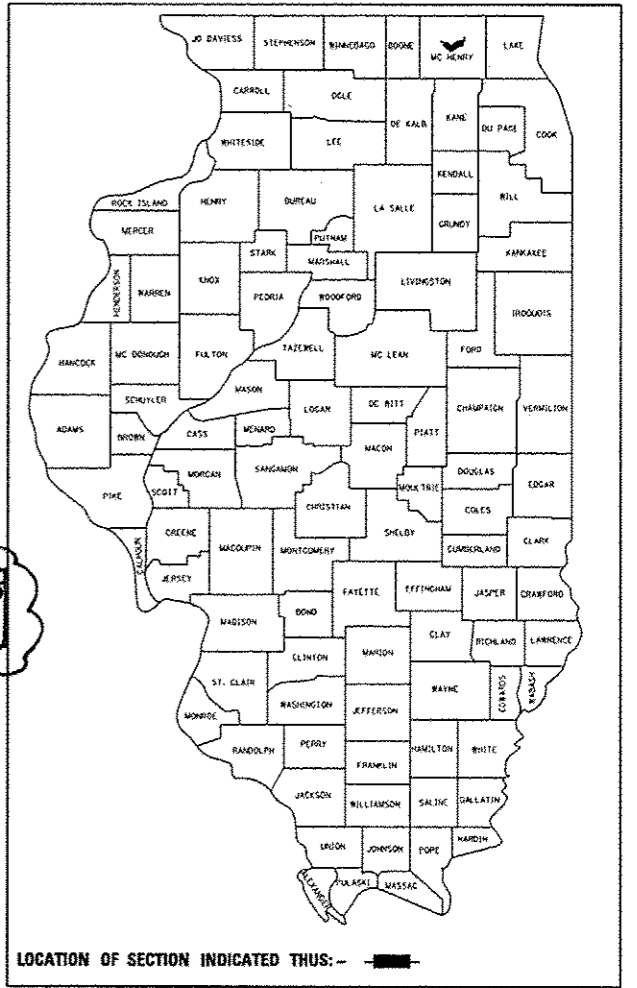 JO DAVIESS STEPHENSON WINNEBAGO BOONE MC HENRY LAKE
CARROLL OGLE DE KALB KANE DU PAGE COOK
WHITESIDE LEE KENDALL WILL
ROCK ISLAND HENRY BUREAU LA SALLE GRUNDY
MERCER STARK PUTNAM MARSHALL KANKAKEE
HENDERSON WARREN KNOX PEORIA WOODFORD LIVINGSTON IROQUOIS
HANCOCK MC DONOUGH FULTON TAZEWELL MC LEAN FORD
SCHUYLER MASON LOGAN DE WITT CHAMPAIGN VERMILION
ADAMS BROWN CASS MENARD MACON PIATT
PIKE SCOTT MORGAN SANGAMON MOULTRIE DOUGLAS EDGAR
CHRISTIAN COLES
CALHOUN GREENE MACOUPIN MONTGOMERY SHELBY CUMBERLAND CLARK
JERSEY FAYETTE EFFINGHAM JASPER CRAWFORD
MADISON BOND CLAY RICHLAND LAWRENCE
CLINTON MARION
ST. CLAIR WAYNE EDWARDS WABASH
MONROE WASHINGTON JEFFERSON
RANDOLPH PERRY HAMILTON WHITE
FRANKLIN
JACKSON WILLIAMSON SALINE GALLATIN
UNION JOHNSON POPE HARDIN
ALEXANDER PULASKI MASSAC
LOCATION OF SECTION INDICATED THUS:-